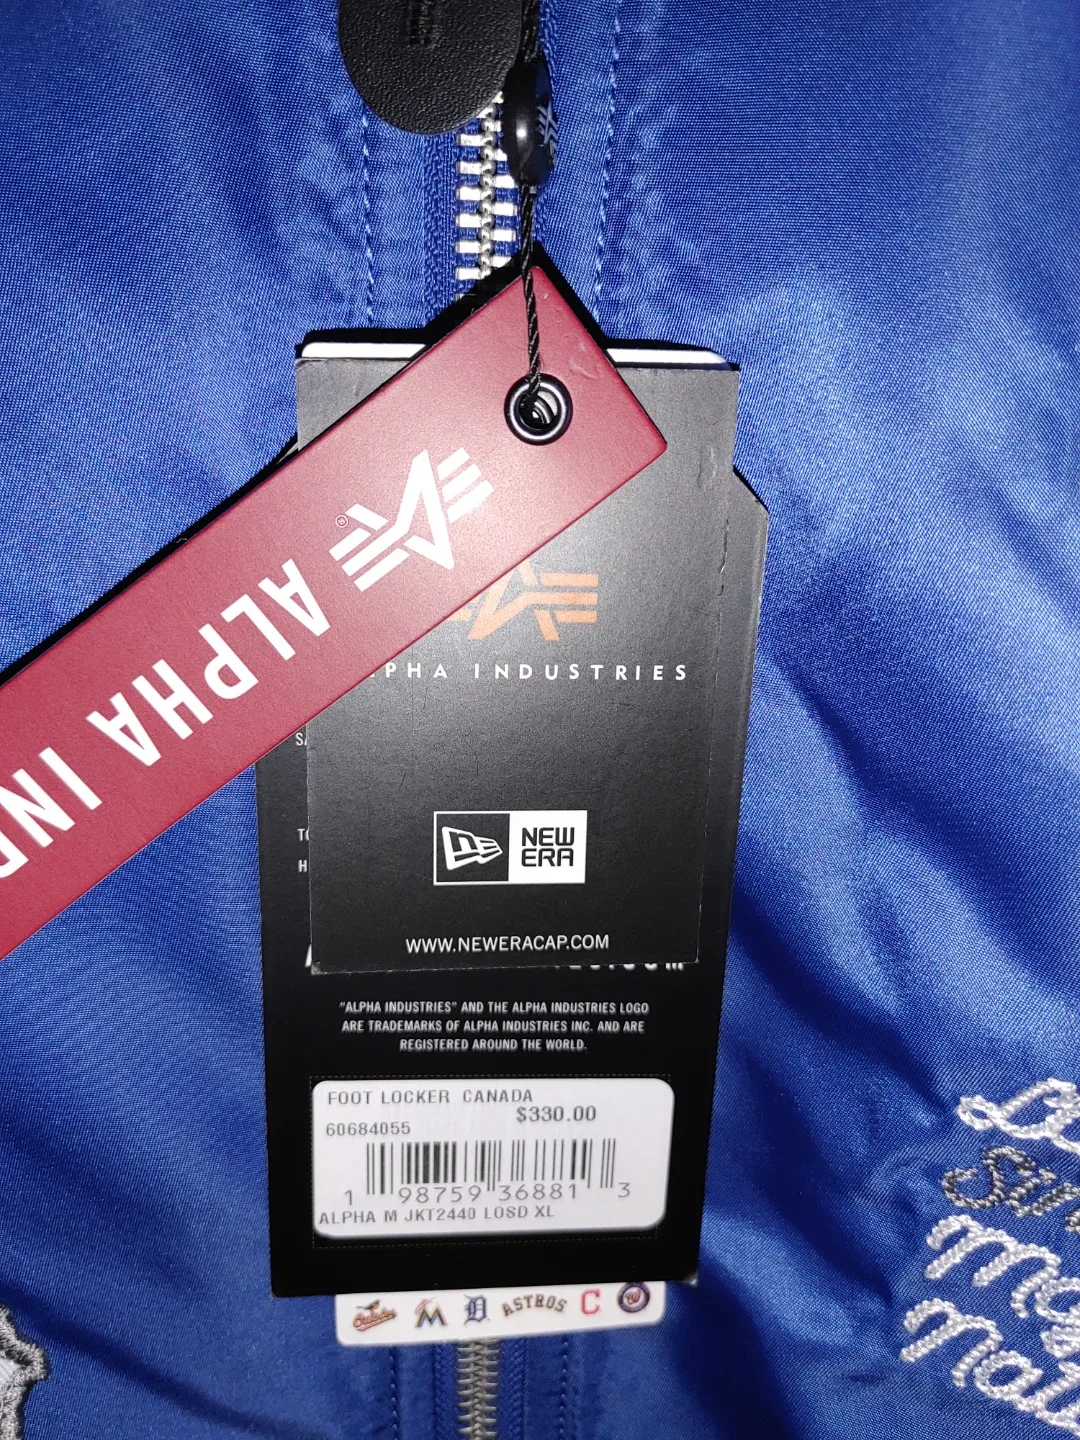 ALPHA IND
ALPHA INDUSTRIES
NEW
ERA
WWW.NEWERACAP.COM
"ALPHA INDUSTRIES" AND THE ALPHA INDUSTRIES LOGO
ARE TRADEMARKS OF ALPHA INDUSTRIES INC. AND ARE
REGISTERED AROUND THE WORLD.
FOOT LOCKER CANADA
$330.00
60684055
1 98759 36881 3
ALPHA M JKT2440 LOSD XL
Orioles
M
D
ASTROS
C
W